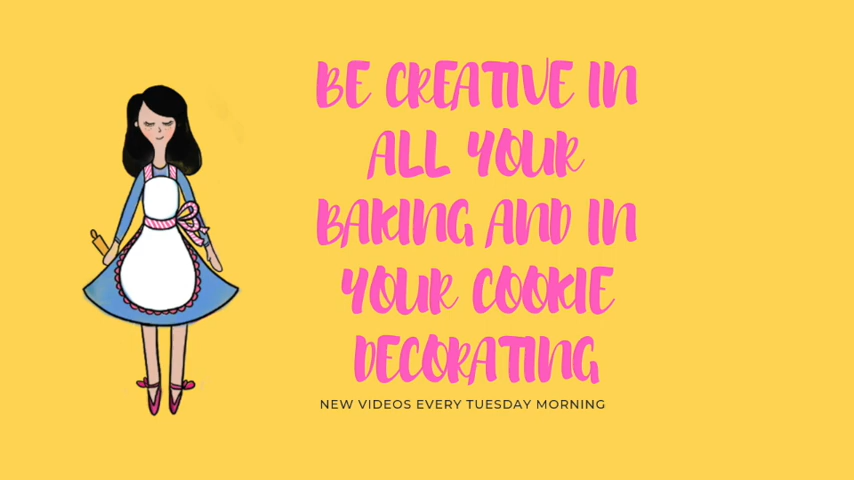 BE CREATIVE IN
ALL YOUR
BAKING AND IN
YOUR COOKIE
DECORATING
NEW VIDEOS EVERY TUESDAY MORNING